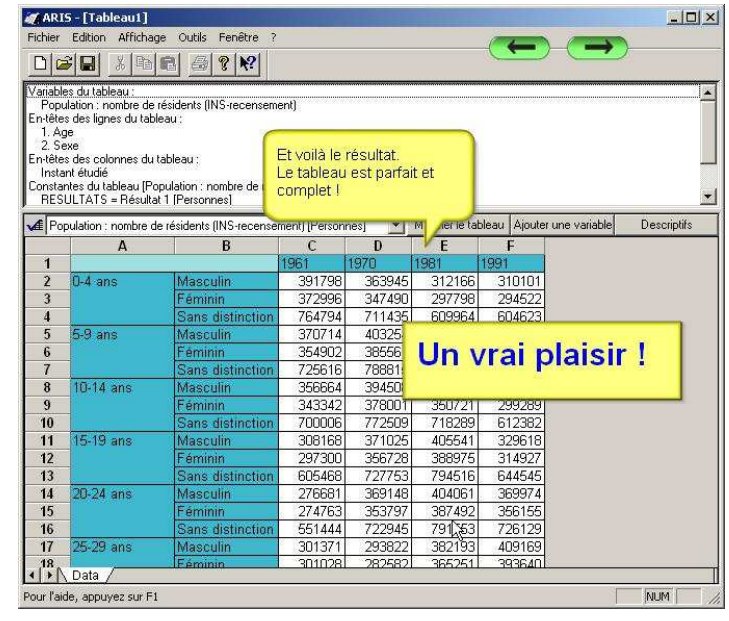 ARIS - [Tableau1]
Fichier Edition Affichage Outils Fenêtre ?
Variables du tableau :
Population : nombre de résidents (INS-recensement)
En-têtes des lignes du tableau :
1. Age
2. Sexe
En-têtes des colonnes du tableau :
Instant étudié
Constantes du tableau [Population : nombre de
RESULTATS = Résultat 1 [Personnes]
Et voilà le résultat.
Le tableau est parfait et
complet !
Population : nombre de résidents (INS-recensement) [Personnes] tableau Ajouter une variable Descriptifs
A B C D E F
1 1961 1970 1981 1991
2 0-4 ans Masculin 391798 363945 312166 310101
3 Féminin 372996 347490 297798 294522
4 Sans distinction 764794 711435 609964 604623
5 5-9 ans Masculin 370714
6 Féminin 354902
7 Sans distinction 725616
Un vrai plaisir !
8 10-14 ans Masculin 356664
9 Féminin 343342 378001 350721 299289
10 Sans distinction 700006 772509 718289 612382
11 15-19 ans Masculin 308168 371025 405541 329618
12 Féminin 297300 356728 388975 314927
13 Sans distinction 605468 727753 794516 644545
14 20-24 ans Masculin 276681 369148 404061 369974
15 Féminin 274763 353797 387492 356155
16 Sans distinction 551444 722945 726129
17 25-29 ans Masculin 301371 293822 382193 409169
18 Féminin 301028 282582 365251 393640
Data
Pour l'aide, appuyez sur F1 NUM